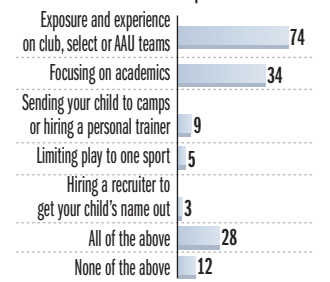 Exposure and experience
on club, select or AAU teams 74
Focusing on academics 34
Sending your child to camps
or hiring a personal trainer 9
Limiting play to one sport 5
Hiring a recruiter to
get your child's name out 3
All of the above 28
None of the above 12